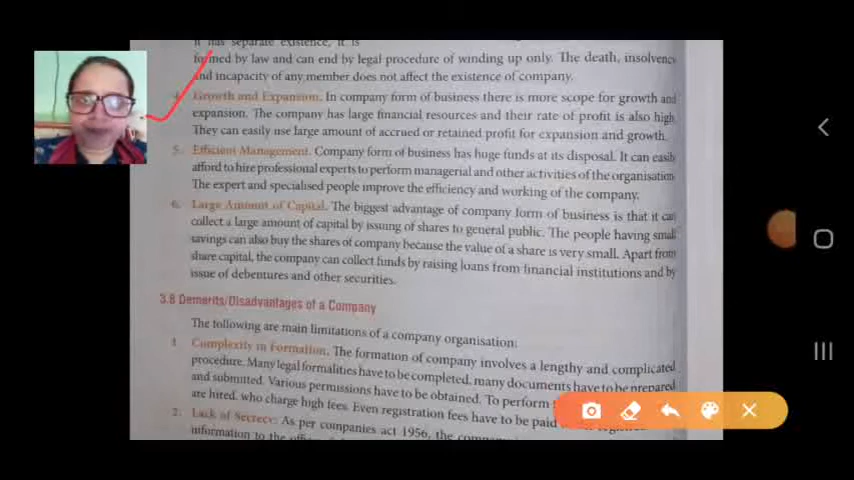 it has separate existence, it is
formed by law and can end by legal procedure of winding up only. The death, insolvency
and incapacity of any member does not affect the existence of company.
4. Growth and Expansion. In company form of business there is more scope for growth and
expansion. The company has large financial resources and their rate of profit is also high.
They can easily use large amount of accrued or retained profit for expansion and growth.
5. Efficient Management. Company form of business has huge funds at its disposal. It can easily
afford to hire professional experts to perform managerial and other activities of the organisation.
The expert and specialised people improve the efficiency and working of the company.
6. Large Amount of Capital. The biggest advantage of company form of business is that it can
collect a large amount of capital by issuing of shares to general public. The people having small
savings can also buy the shares of company because the value of a share is very small. Apart from
share capital, the company can collect funds by raising loans from financial institutions and by
issue of debentures and other securities.
3.8 Demerits/Disadvantages of a Company
The following are main limitations of a company organisation:
1. Complexity in Formation. The formation of company involves a lengthy and complicated
procedure. Many legal formalities have to be completed, many documents have to be prepared
and submitted. Various permissions have to be obtained. To perform
are hired, who charge high fees. Even registration fees have to be paid
2. Lack of Secrecy: As per companies act 1956, the
information to the